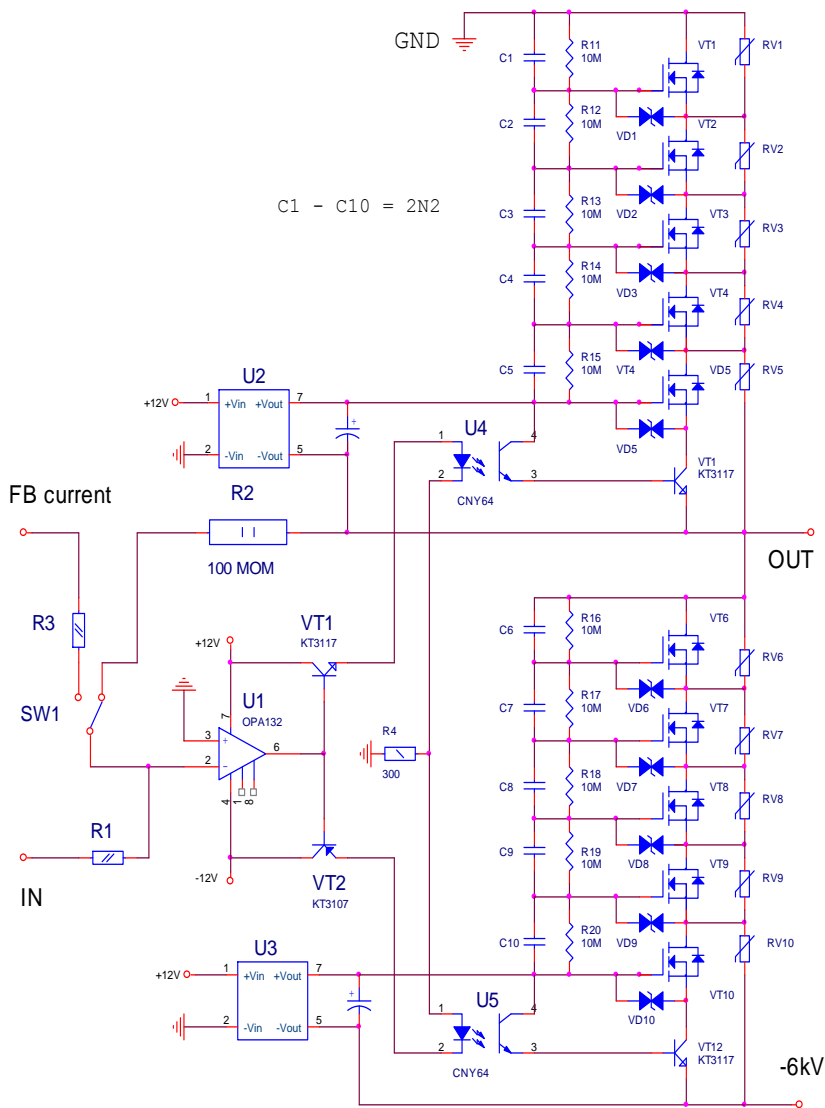 GND
C1
R11
10M
VT1
RV1
R12
10M
C2
VD1
VT2
RV2
C1 - C10 = 2N2
R13
10M
C3
VD2
VT3
RV3
R14
10M
C4
VD3
VT4
RV4
R15
10M
C5
VT4
VD5
RV5
U2
+12V
1
+Vin
+Vout
7
2
-Vin
-Vout
5
+
VD5
U4
1
2
4
3
CNY64
VT1
KT3117
FB current
R2
100 MOM
OUT
R3
SW1
+12V
VT1
KT3117
U1
OPA132
7
3
+
2
-
6
4
1
8
R4
300
R1
IN
-12V
VT2
KT3107
C6
R16
10M
VT6
RV6
VD6
C7
R17
10M
VT7
RV7
VD7
C8
R18
10M
VT8
RV8
VD8
C9
R19
10M
VT9
RV9
VD9
C10
R20
10M
RV10
VT10
VD10
U3
+12V
1
+Vin
+Vout
7
2
-Vin
-Vout
5
+
U5
1
2
4
3
CNY64
VT12
KT3117
-6kV